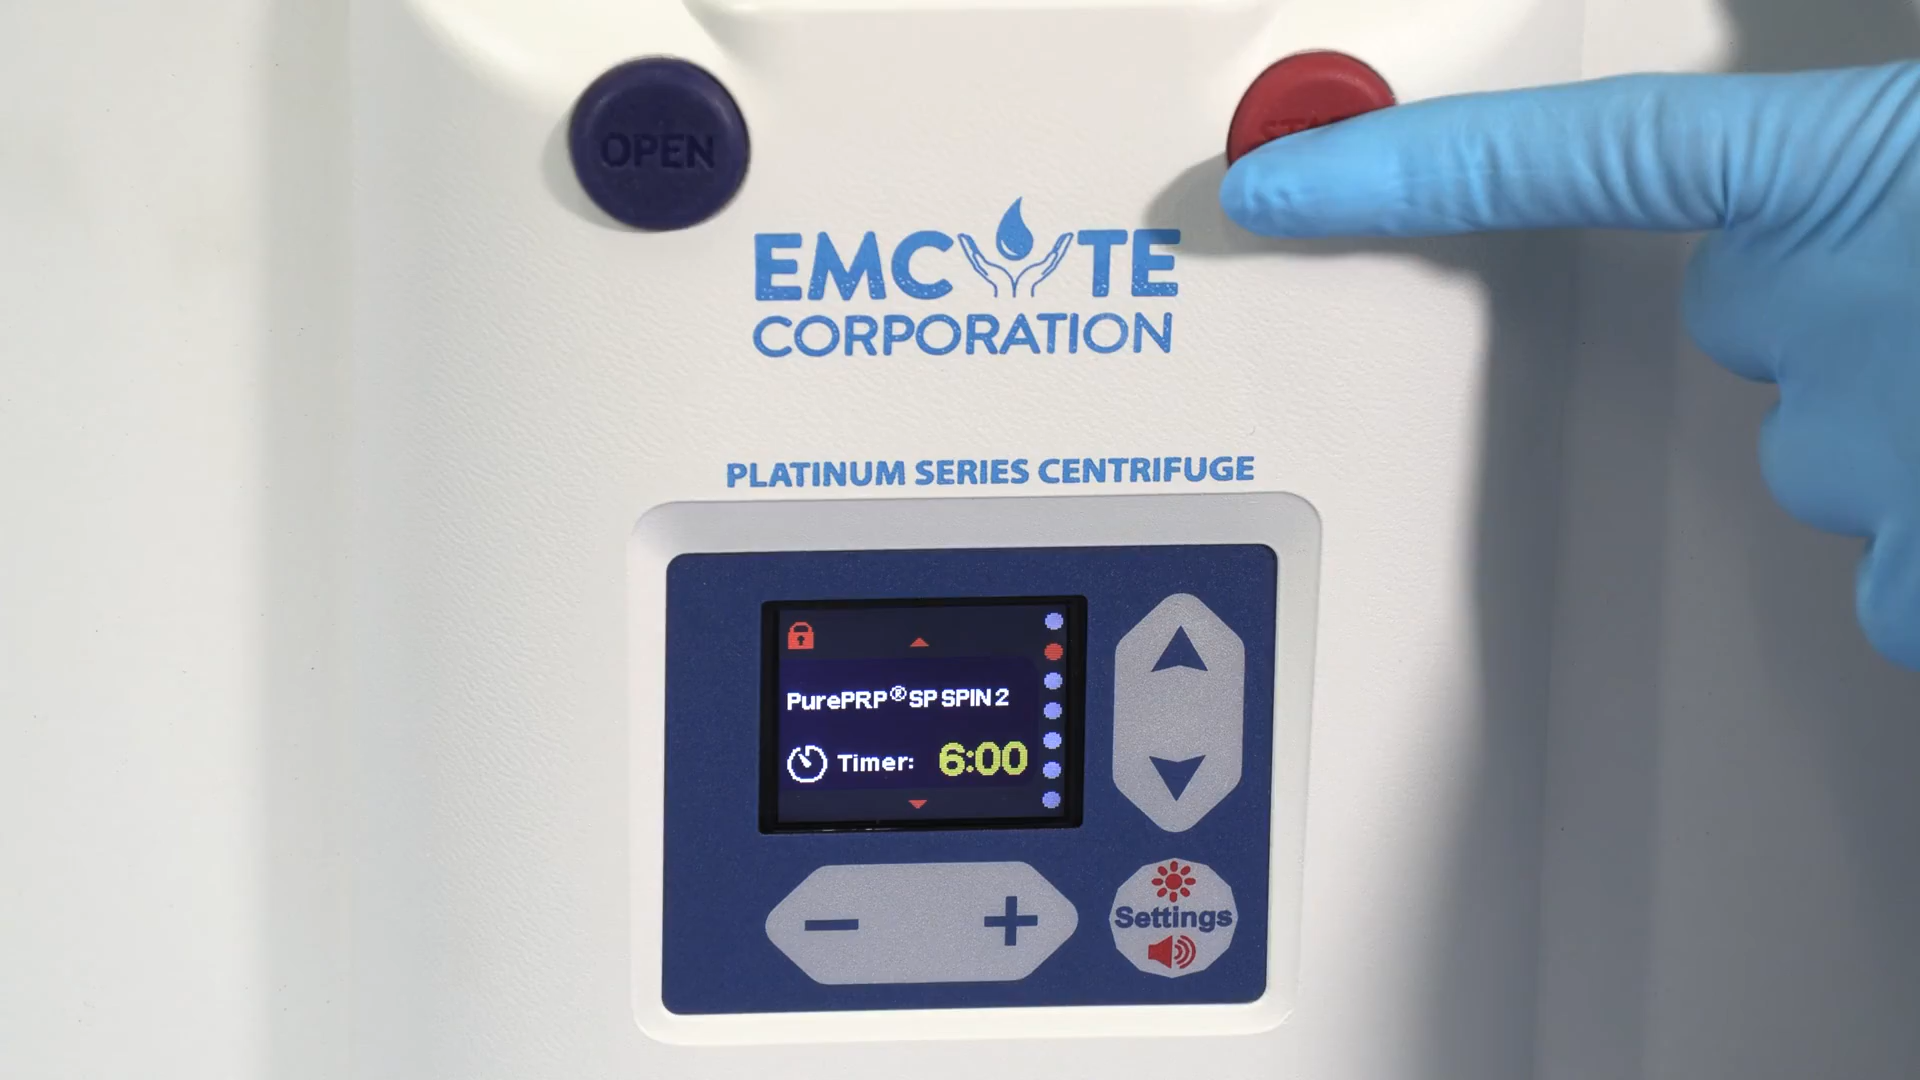 OPEN
EMCYTE
CORPORATION
PLATINUM SERIES CENTRIFUGE
PurePRP® SP SPIN 2
Timer: 6:00
− +
Settings